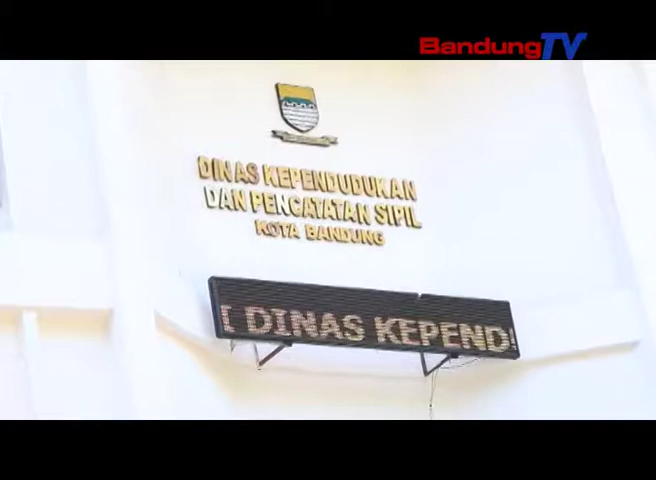 BandungTV
DINAS KEPENDUDUKAN
DAN PENCATATAN SIPIL
KOTA BANDUNG
DINAS KEPEND